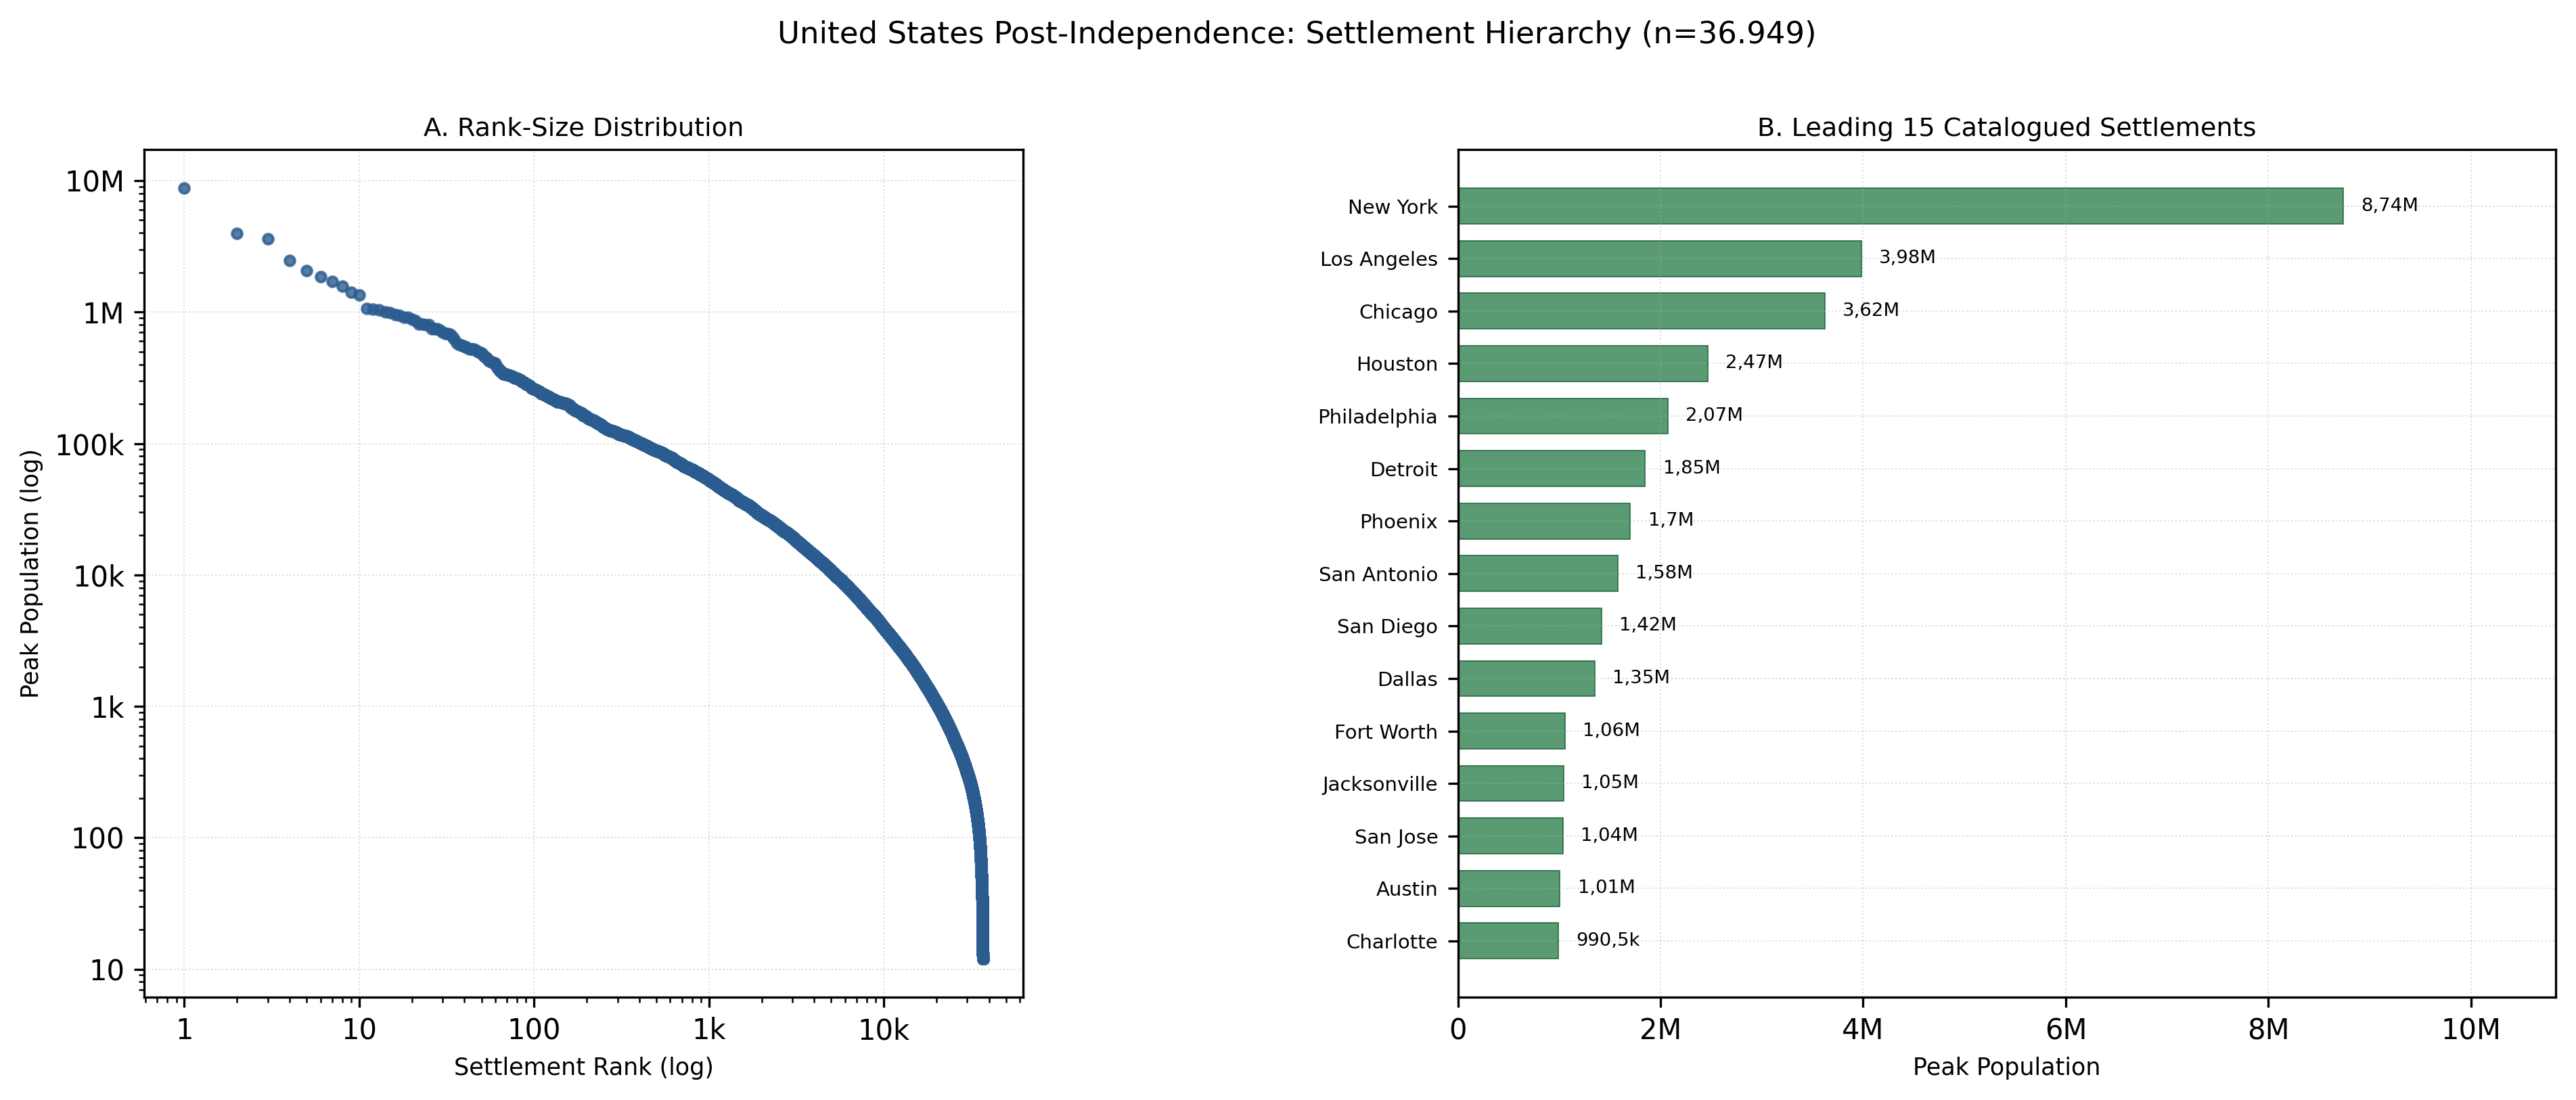 United States Post-Independence: Settlement Hierarchy (n=36.949)
A. Rank-Size Distribution
Peak Population (log)
10M
1M
100k
10k
1k
100
10
1
10
100
1k
10k
Settlement Rank (log)
B. Leading 15 Catalogued Settlements
New York 8,74M
Los Angeles 3,98M
Chicago 3,62M
Houston 2,47M
Philadelphia 2,07M
Detroit 1,85M
Phoenix 1,7M
San Antonio 1,58M
San Diego 1,42M
Dallas 1,35M
Fort Worth 1,06M
Jacksonville 1,05M
San Jose 1,04M
Austin 1,01M
Charlotte 990,5k
0
2M
4M
6M
8M
10M
Peak Population